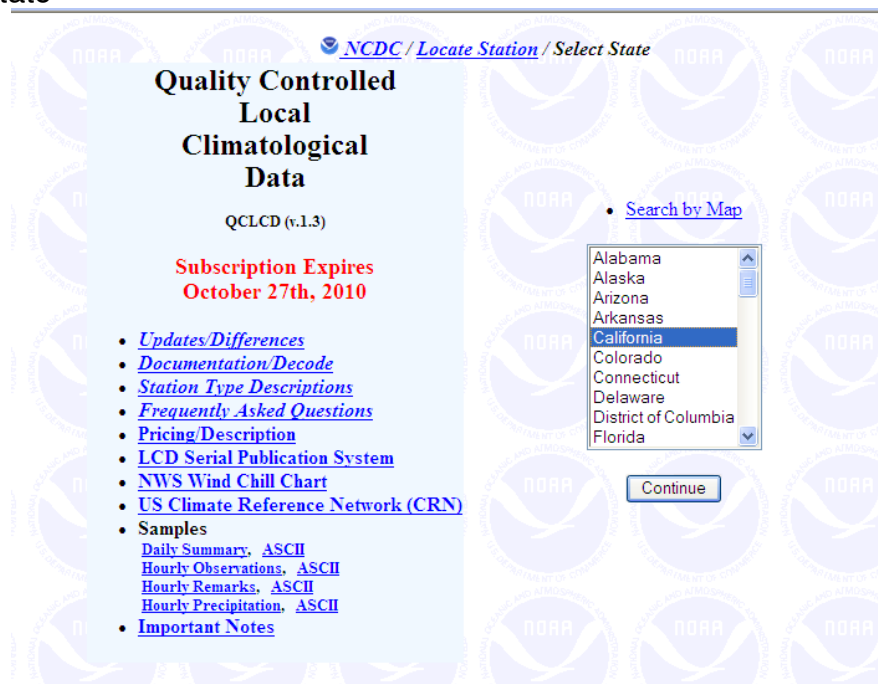 NCDC / Locate Station / Select State
Quality Controlled
Local
Climatological
Data
QCLCD (v.1.3)
Subscription Expires
October 27th, 2010
• Updates/Differences
• Documentation/Decode
• Station Type Descriptions
• Frequently Asked Questions
• Pricing/Description
• LCD Serial Publication System
• NWS Wind Chill Chart
• US Climate Reference Network (CRN)
• Samples
Daily Summary, ASCII
Hourly Observations, ASCII
Hourly Remarks, ASCII
Hourly Precipitation, ASCII
• Important Notes
• Search by Map
Alabama
Alaska
Arizona
Arkansas
California
Colorado
Connecticut
Delaware
District of Columbia
Florida
Continue